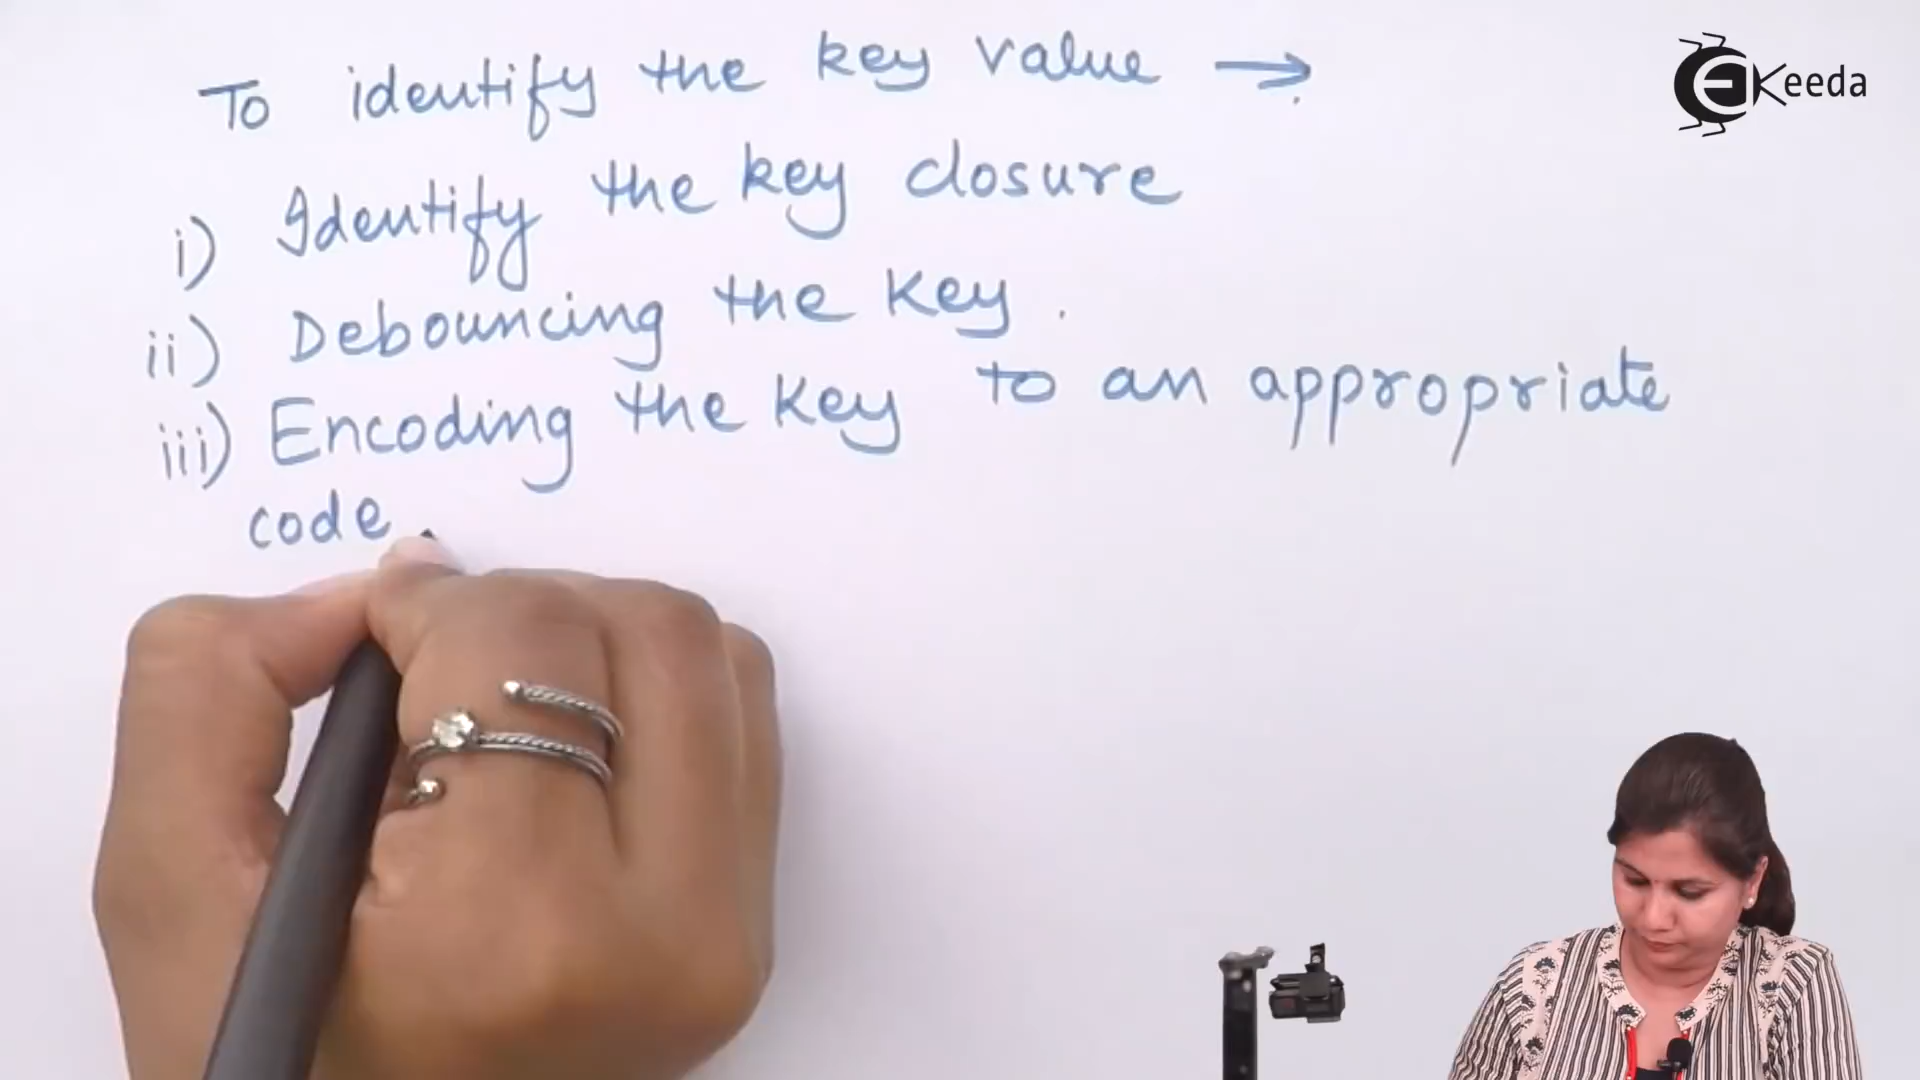 To identify the key value →
i) Identify the key closure
ii) Debouncing the key.
iii) Encoding the key to an appropriate
code
EKeeda